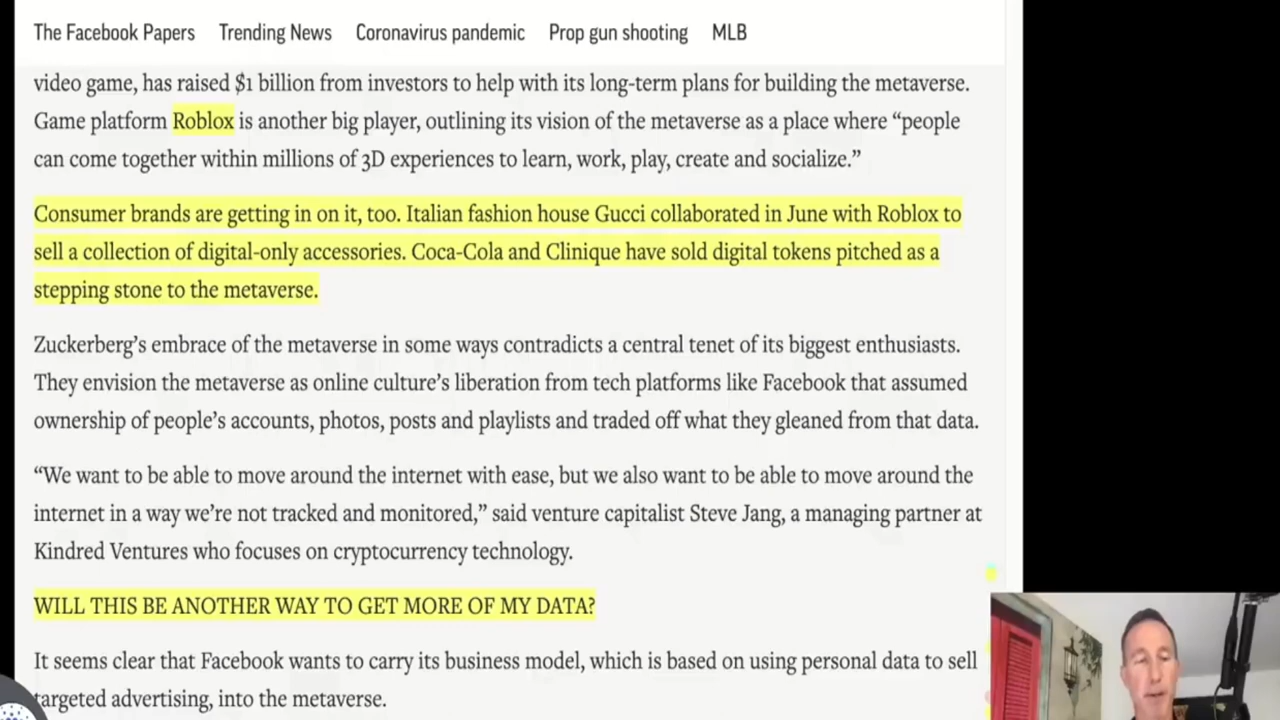 The Facebook Papers Trending News Coronavirus pandemic Prop gun shooting MLB
video game, has raised $1 billion from investors to help with its long-term plans for building the metaverse.
Game platform Roblox is another big player, outlining its vision of the metaverse as a place where “people
can come together within millions of 3D experiences to learn, work, play, create and socialize.”
Consumer brands are getting in on it, too. Italian fashion house Gucci collaborated in June with Roblox to
sell a collection of digital-only accessories. Coca-Cola and Clinique have sold digital tokens pitched as a
stepping stone to the metaverse.
Zuckerberg’s embrace of the metaverse in some ways contradicts a central tenet of its biggest enthusiasts.
They envision the metaverse as online culture’s liberation from tech platforms like Facebook that assumed
ownership of people’s accounts, photos, posts and playlists and traded off what they gleaned from that data.
“We want to be able to move around the internet with ease, but we also want to be able to move around the
internet in a way we’re not tracked and monitored,” said venture capitalist Steve Jang, a managing partner at
Kindred Ventures who focuses on cryptocurrency technology.
WILL THIS BE ANOTHER WAY TO GET MORE OF MY DATA?
It seems clear that Facebook wants to carry its business model, which is based on using personal data to sell
targeted advertising, into the metaverse.